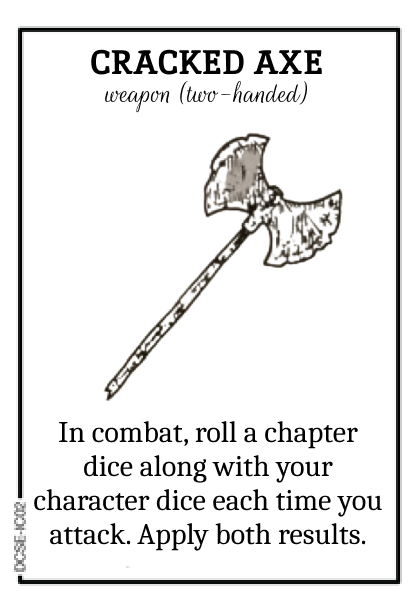 CRACKED AXE
weapon (two-handed)
In combat, roll a chapter
dice along with your
character dice each time you
attack. Apply both results.
DCSE-IC02